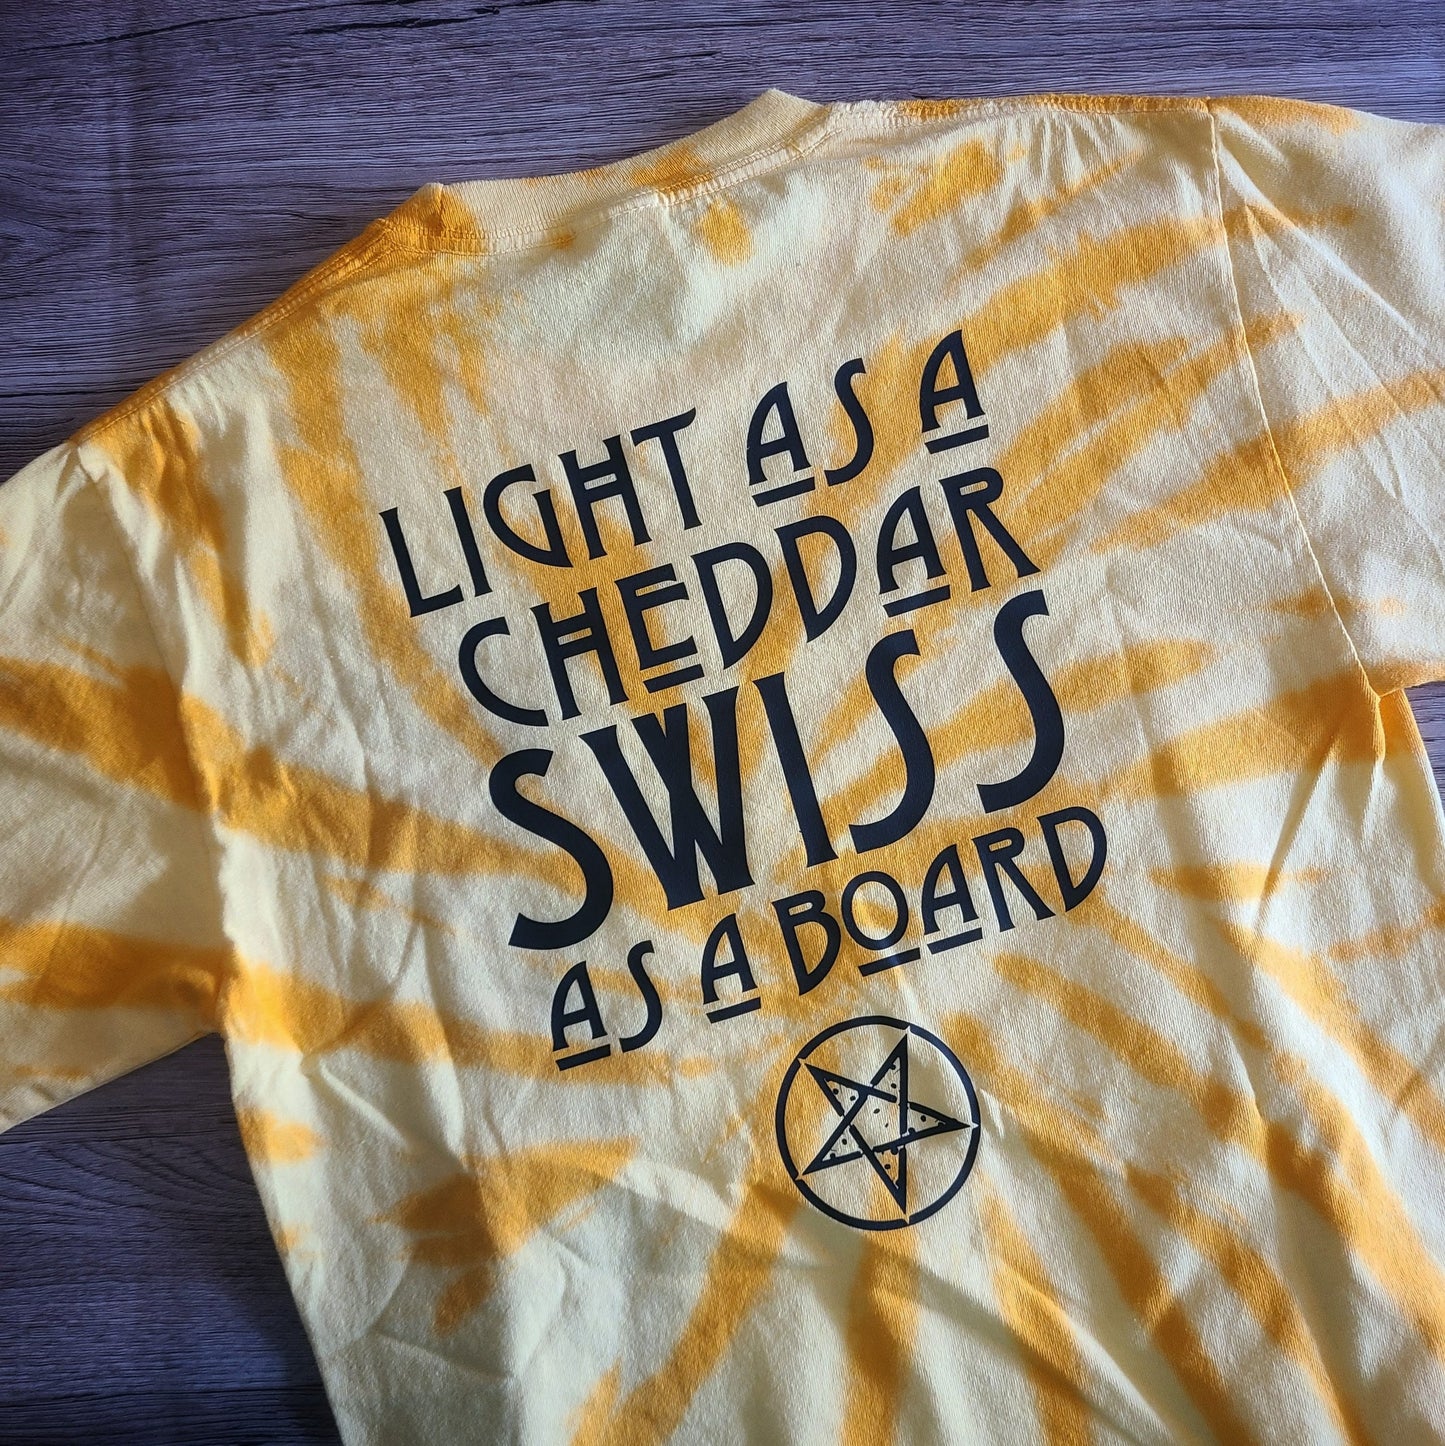 LIGHT AS A
CHEDDAR
SWISS
AS A BOARD